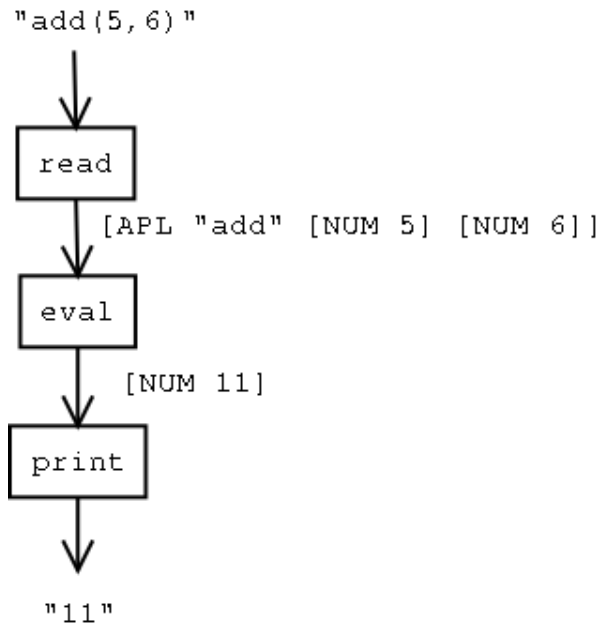 "add(5,6)"
read
[APL "add" [NUM 5] [NUM 6]]
eval
[NUM 11]
print
"11"